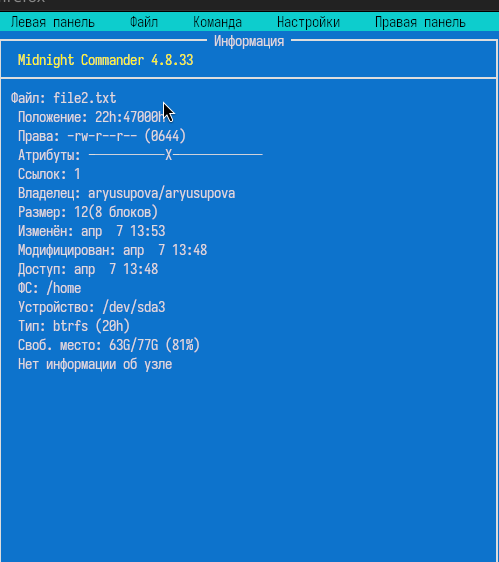 Левая панель Файл Команда Настройки Правая панель
Информация
Midnight Commander 4.8.33
Файл: file2.txt
Положение: 22h:47000h
Права: -rw-r--r-- (0644)
Атрибуты: ───────────X─────────────
Ссылок: 1
Владелец: aryusupova/aryusupova
Размер: 12(8 блоков)
Изменён: апр 7 13:53
Модифицирован: апр 7 13:48
Доступ: апр 7 13:48
ФС: /home
Устройство: /dev/sda3
Тип: btrfs (20h)
Своб. место: 63G/77G (81%)
Нет информации об узле